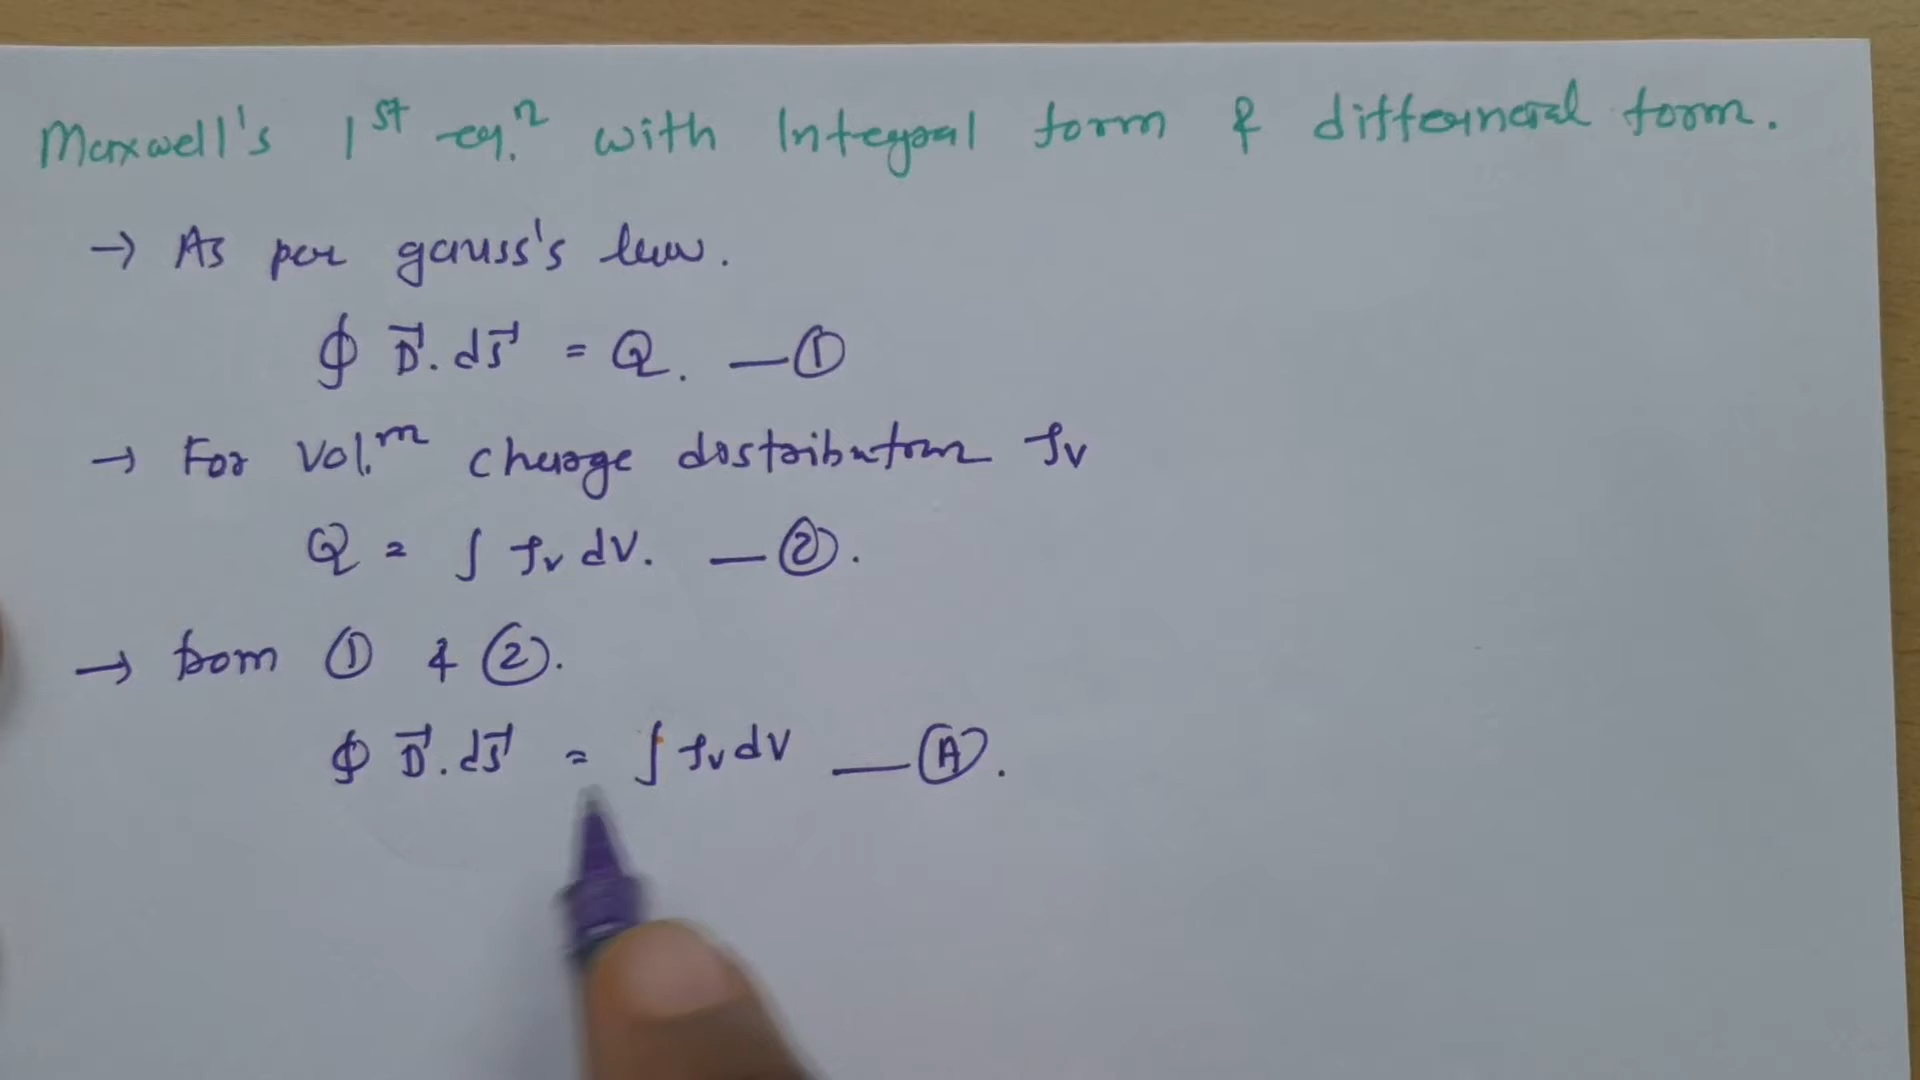 Maxwell's 1st eq.n with Integral form & differential form.
→ As per gauss's law.
∮ D⃗.ds⃗ = Q. —①
→ For Vol.m charge distribution ρv
Q = ∫ ρv dv. —②.
→ from ① & ②.
∮ D⃗.ds⃗ = ∫ ρv dv —Ⓐ.